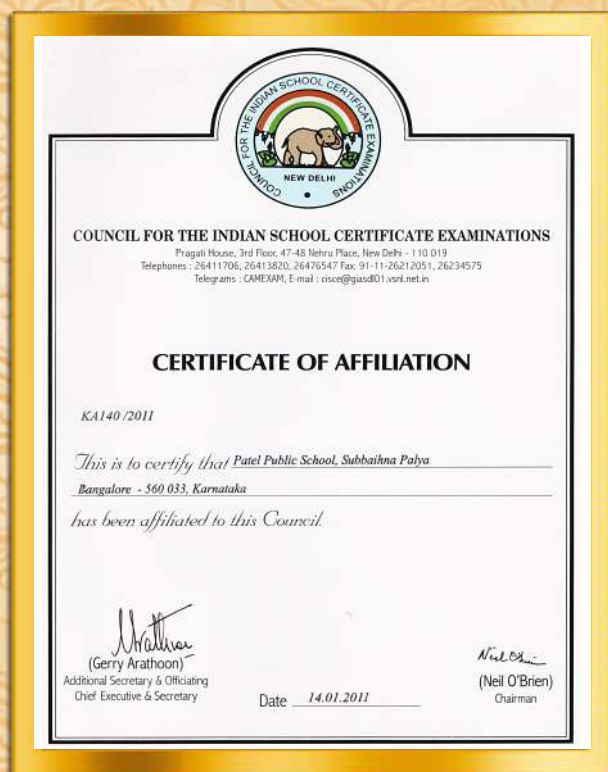 COUNCIL FOR THE INDIAN SCHOOL CERTIFICATE EXAMINATIONS
NEW DELHI
COUNCIL FOR THE INDIAN SCHOOL CERTIFICATE EXAMINATIONS
Pragati House, 3rd Floor, 47-48 Nehru Place, New Delhi - 110 019
Telephones : 26411706, 26413820, 26476547 Fax: 91-11-26212051, 26234575
Telegrams : CAMEXAM, E-mail : cisce@giasdl01.vsnl.net.in
CERTIFICATE OF AFFILIATION
KA140 /2011
This is to certify that Patel Public School, Subbaihna Palya
Bangalore - 560 033, Karnataka
has been affiliated to this Council.
(Gerry Arathoon)
Additional Secretary & Officiating
Chief Executive & Secretary
Date 14.01.2011
Neil O'Brien
(Neil O'Brien)
Chairman